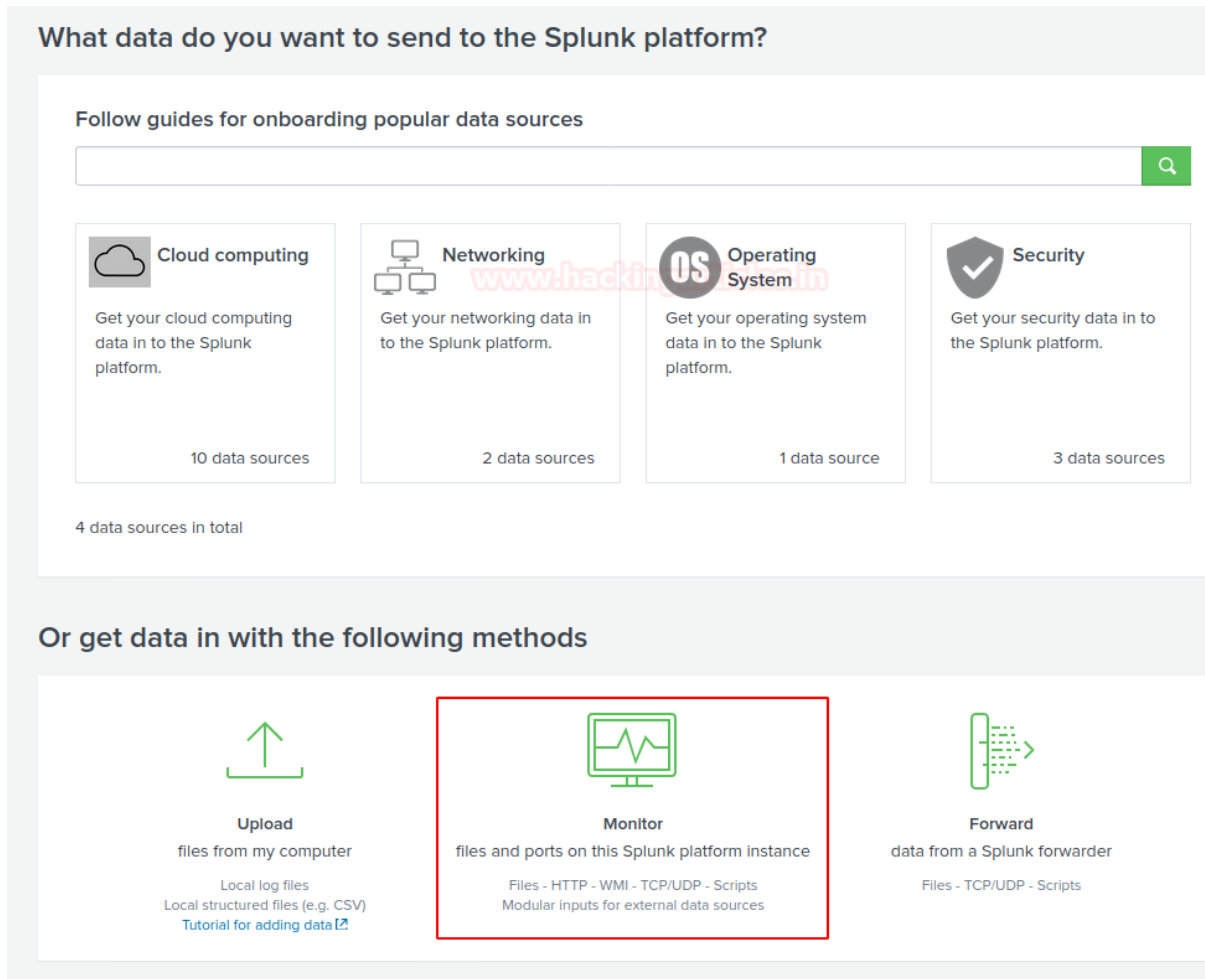 What data do you want to send to the Splunk platform?
Follow guides for onboarding popular data sources
Cloud computing
Get your cloud computing
data in to the Splunk
platform.
10 data sources
Networking
Get your networking data in
to the Splunk platform.
2 data sources
OS
Operating
System
Get your operating system
data in to the Splunk
platform.
1 data source
Security
Get your security data in to
the Splunk platform.
3 data sources
4 data sources in total
Or get data in with the following methods
Upload
files from my computer
Local log files
Local structured files (e.g. CSV)
Tutorial for adding data
Monitor
files and ports on this Splunk platform instance
Files - HTTP - WMI - TCP/UDP - Scripts
Modular inputs for external data sources
Forward
data from a Splunk forwarder
Files - TCP/UDP - Scripts